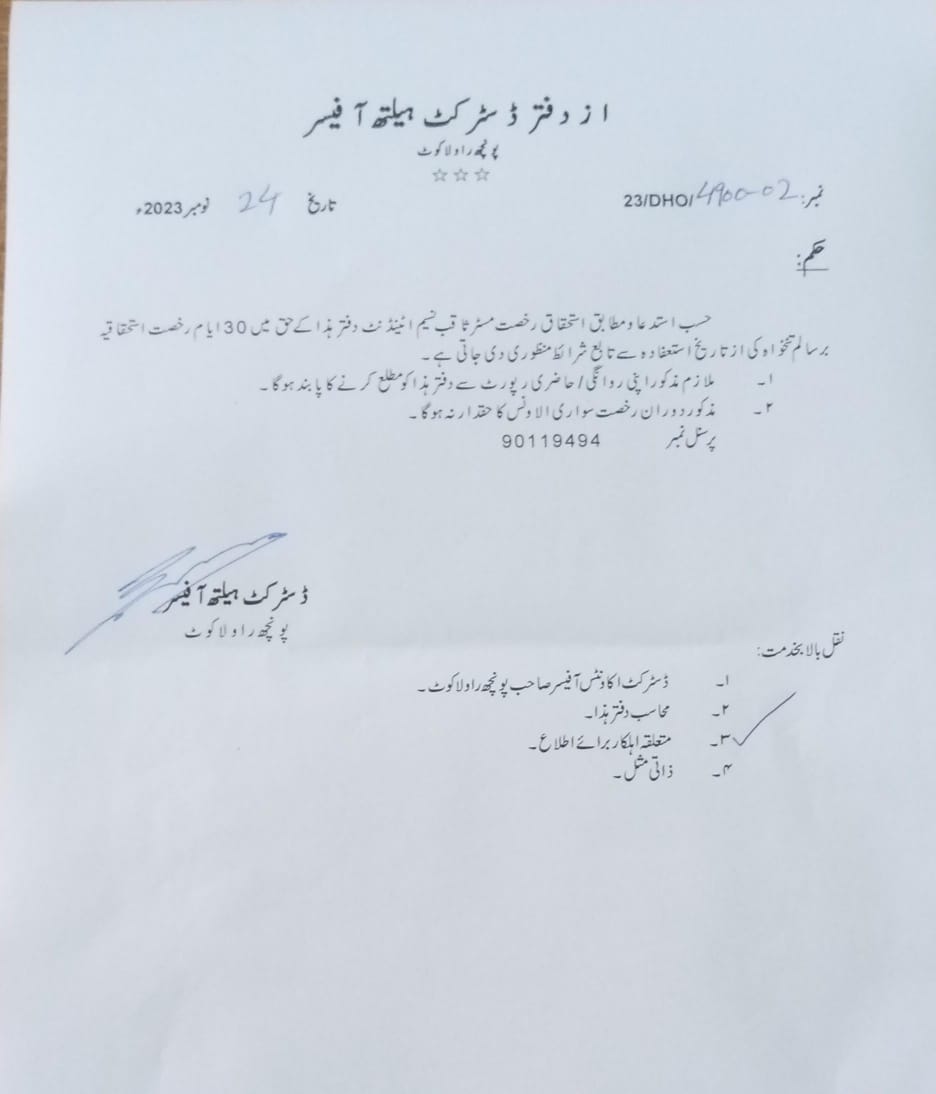 از دفتر ڈسٹرکٹ ہیلتھ آفیسر
پونچھ راولاکوٹ
☆☆☆
نمبر: 4900-02/DHO/23 تاریخ 24 نومبر 2023ء
حکم:
حسب استدعا و مطابق استحقاق رخصت مسٹر ثاقب نسیم اٹینڈنٹ دفتر ہذا کے حق میں 30 ایام رخصت استحقاقیہ
برسالم تنخواہ کی از تاریخ استفادہ سے تابع شرائط منظوری دی جاتی ہے۔
۱۔ ملازم مذکور اپنی روانگی/حاضری رپورٹ سے دفتر ہذا کو مطلع کرنے کا پابند ہوگا۔
۲۔ مذکور دوران رخصت سواری الاونس کا حقدار نہ ہوگا۔
پرسنل نمبر 90119494
ڈسٹرکٹ ہیلتھ آفیسر
پونچھ راولاکوٹ
نقل بالا بخدمت:
۱۔ ڈسٹرکٹ اکاونٹس آفیسر صاحب پونچھ راولاکوٹ۔
۲۔ محاسب دفتر ہذا۔
۳۔ متعلقہ اہلکار برائے اطلاع۔
۴۔ ذاتی مثل۔